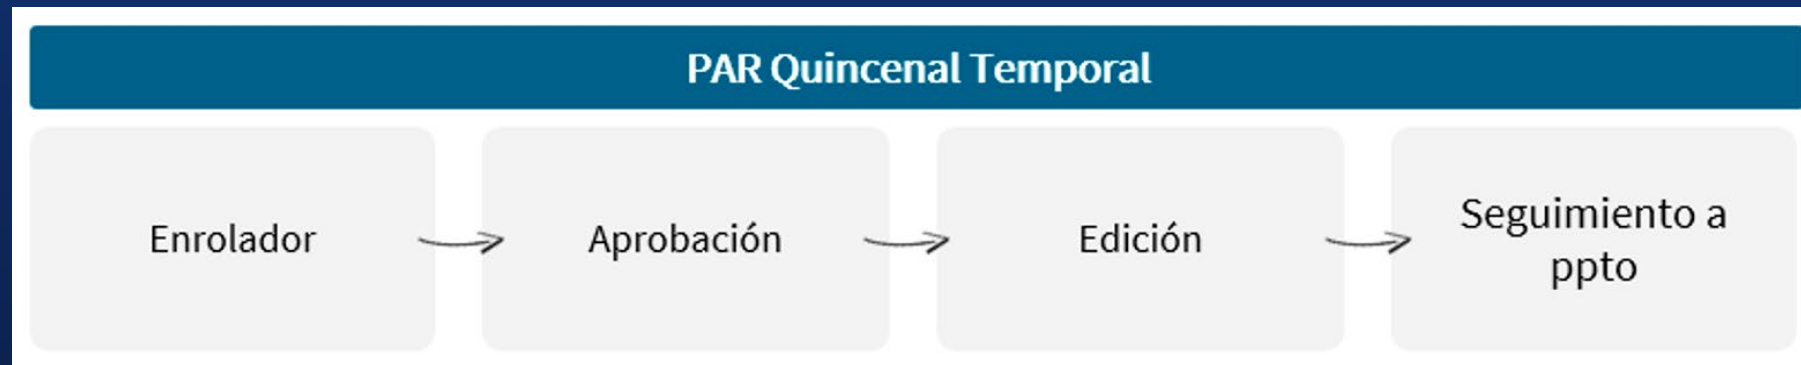 PAR Quincenal Temporal
Enrolador
Aprobación
Edición
Seguimiento a
ppto